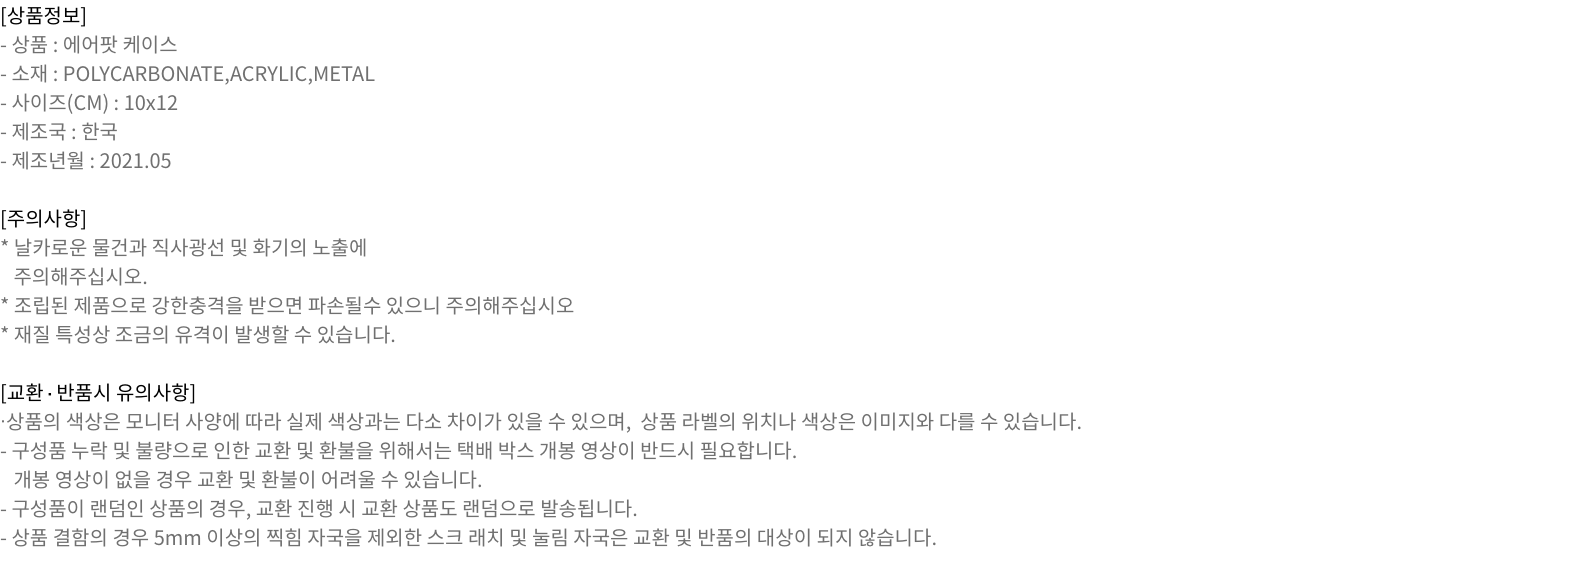 [상품정보]
- 상품 : 에어팟 케이스
- 소재 : POLYCARBONATE,ACRYLIC,METAL
- 사이즈(CM) : 10x12
- 제조국 : 한국
- 제조년월 : 2021.05
[주의사항]
* 날카로운 물건과 직사광선 및 화기의 노출에
주의해주십시오.
* 조립된 제품으로 강한충격을 받으면 파손될수 있으니 주의해주십시오
* 재질 특성상 조금의 유격이 발생할 수 있습니다.
[교환 · 반품시 유의사항]
·상품의 색상은 모니터 사양에 따라 실제 색상과는 다소 차이가 있을 수 있으며,  상품 라벨의 위치나 색상은 이미지와 다를 수 있습니다.
- 구성품 누락 및 불량으로 인한 교환 및 환불을 위해서는 택배 박스 개봉 영상이 반드시 필요합니다.
개봉 영상이 없을 경우 교환 및 환불이 어려울 수 있습니다.
- 구성품이 랜덤인 상품의 경우, 교환 진행 시 교환 상품도 랜덤으로 발송됩니다.
- 상품 결함의 경우 5mm 이상의 찍힘 자국을 제외한 스크 래치 및 눌림 자국은 교환 및 반품의 대상이 되지 않습니다.